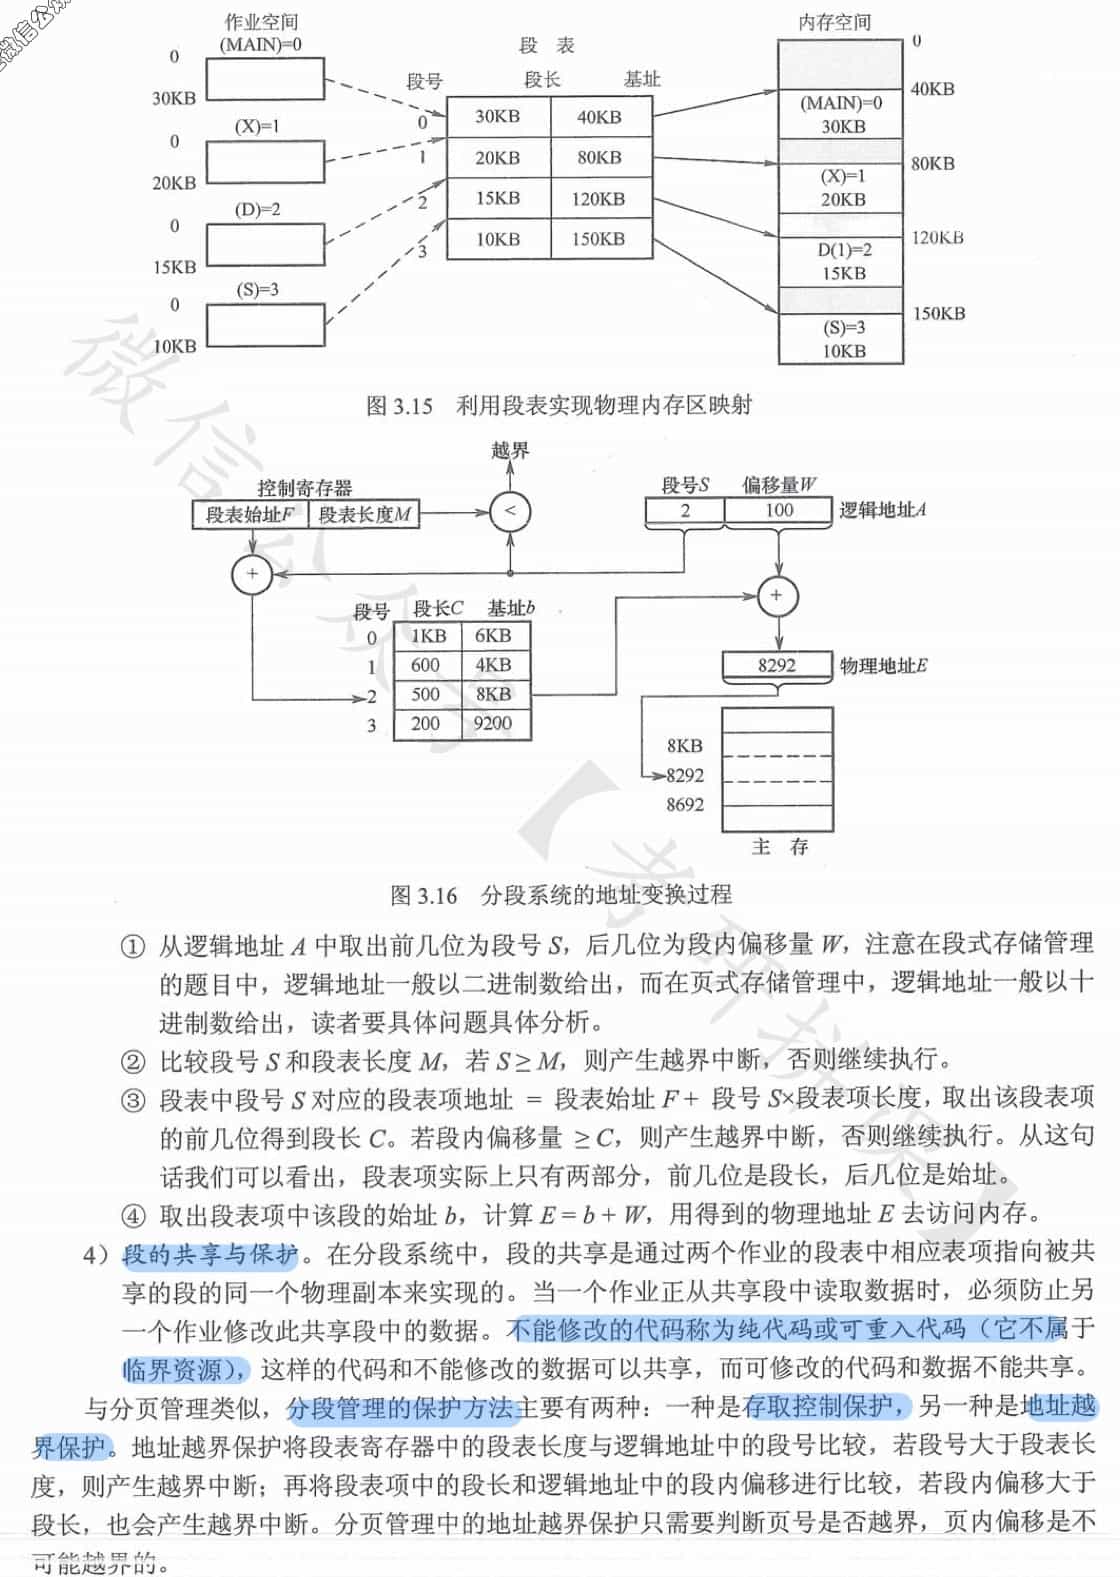 作业空间
(MAIN)=0
0
30KB
(X)=1
0
20KB
(D)=2
0
15KB
(S)=3
0
10KB
段 表
段号 段长 基址
0 30KB 40KB
1 20KB 80KB
2 15KB 120KB
3 10KB 150KB
内存空间
0
40KB
(MAIN)=0
30KB
80KB
(X)=1
20KB
120KB
D(1)=2
15KB
150KB
(S)=3
10KB
图 3.15 利用段表实现物理内存区映射
越界
控制寄存器
段表始址F 段表长度M
<
段号S 偏移量W
2 100 逻辑地址A
+
+
段号 段长C 基址b
0 1KB 6KB
1 600 4KB
2 500 8KB
3 200 9200
8292 物理地址E
8KB
8292
8692
主 存
图 3.16 分段系统的地址变换过程
① 从逻辑地址 A 中取出前几位为段号 S，后几位为段内偏移量 W，注意在段式存储管理
的题目中，逻辑地址一般以二进制数给出，而在页式存储管理中，逻辑地址一般以十
进制数给出，读者要具体问题具体分析。
② 比较段号 S 和段表长度 M，若 S≥M，则产生越界中断，否则继续执行。
③ 段表中段号 S 对应的段表项地址 = 段表始址 F + 段号 S×段表项长度，取出该段表项
的前几位得到段长 C。若段内偏移量 ≥C，则产生越界中断，否则继续执行。从这句
话我们可以看出，段表项实际上只有两部分，前几位是段长，后几位是始址。
④ 取出段表项中该段的始址 b，计算 E = b + W，用得到的物理地址 E 去访问内存。
4）段的共享与保护。在分段系统中，段的共享是通过两个作业的段表中相应表项指向被共
享的段的同一个物理副本来实现的。当一个作业正从共享段中读取数据时，必须防止另
一个作业修改此共享段中的数据。不能修改的代码称为纯代码或可重入代码（它不属于
临界资源），这样的代码和不能修改的数据可以共享，而可修改的代码和数据不能共享。
与分页管理类似，分段管理的保护方法主要有两种：一种是存取控制保护，另一种是地址越
界保护。地址越界保护将段表寄存器中的段表长度与逻辑地址中的段号比较，若段号大于段表长
度，则产生越界中断；再将段表项中的段长和逻辑地址中的段内偏移进行比较，若段内偏移大于
段长，也会产生越界中断。分页管理中的地址越界保护只需要判断页号是否越界，页内偏移是不
可能越界的。